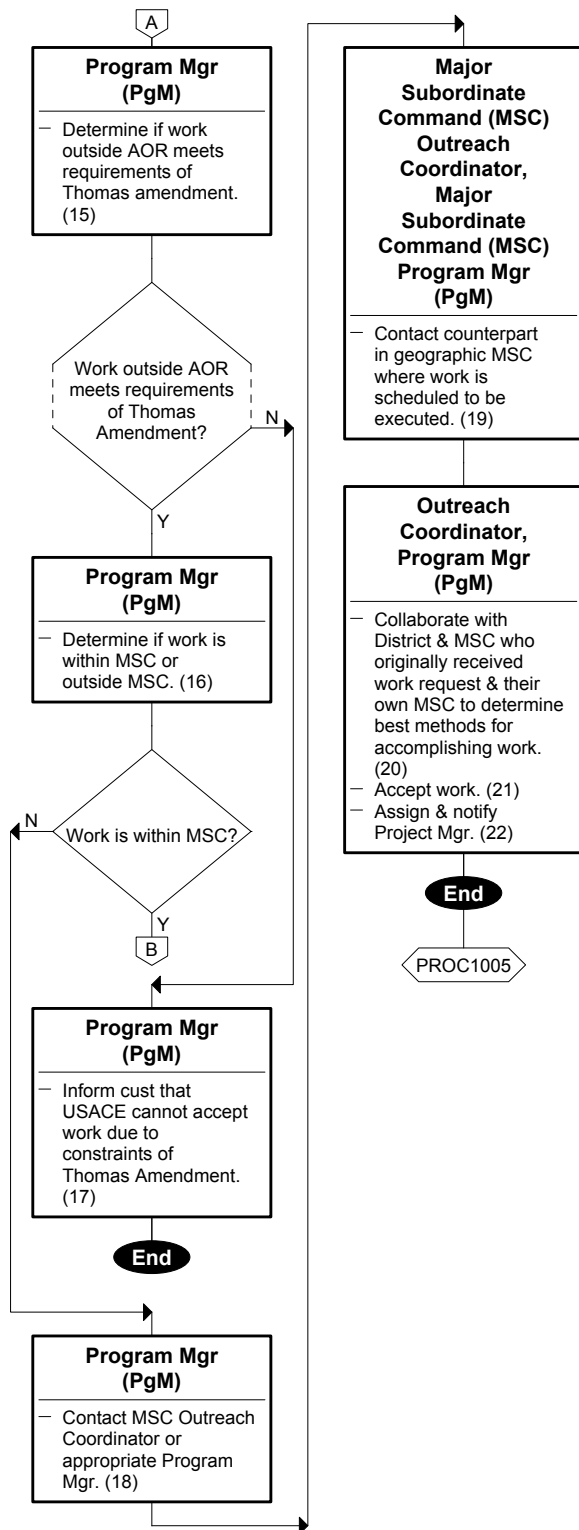 A
Program Mgr
(PgM)
— Determine if work
outside AOR meets
requirements of
Thomas amendment.
(15)
Work outside AOR
meets requirements
of Thomas
Amendment?
N
Y
Program Mgr
(PgM)
— Determine if work is
within MSC or
outside MSC. (16)
N
Work is within MSC?
Y
B
Program Mgr
(PgM)
— Inform cust that
USACE cannot accept
work due to
constraints of
Thomas Amendment.
(17)
End
Program Mgr
(PgM)
— Contact MSC Outreach
Coordinator or
appropriate Program
Mgr. (18)
Major
Subordinate
Command (MSC)
Outreach
Coordinator,
Major
Subordinate
Command (MSC)
Program Mgr
(PgM)
— Contact counterpart
in geographic MSC
where work is
scheduled to be
executed. (19)
Outreach
Coordinator,
Program Mgr
(PgM)
— Collaborate with
District & MSC who
originally received
work request & their
own MSC to determine
best methods for
accomplishing work.
(20)
— Accept work. (21)
— Assign & notify
Project Mgr. (22)
End
PROC1005